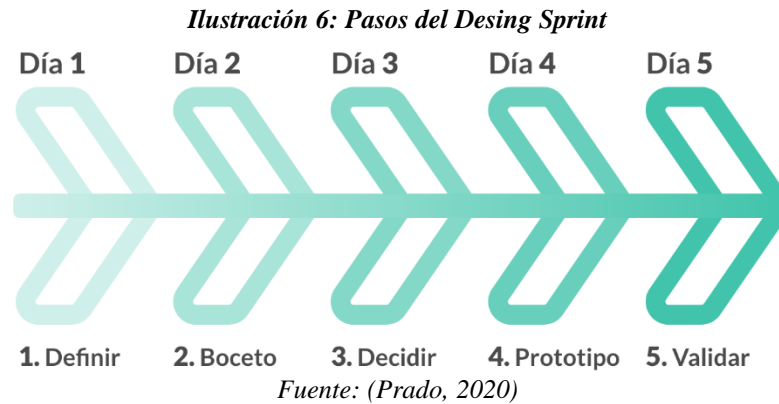 Ilustración 6: Pasos del Desing Sprint
Día 1 Día 2 Día 3 Día 4 Día 5
1. Definir 2. Boceto 3. Decidir 4. Prototipo 5. Validar
Fuente: (Prado, 2020)